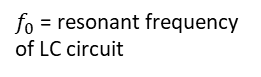 f₀ = resonant frequency
of LC circuit